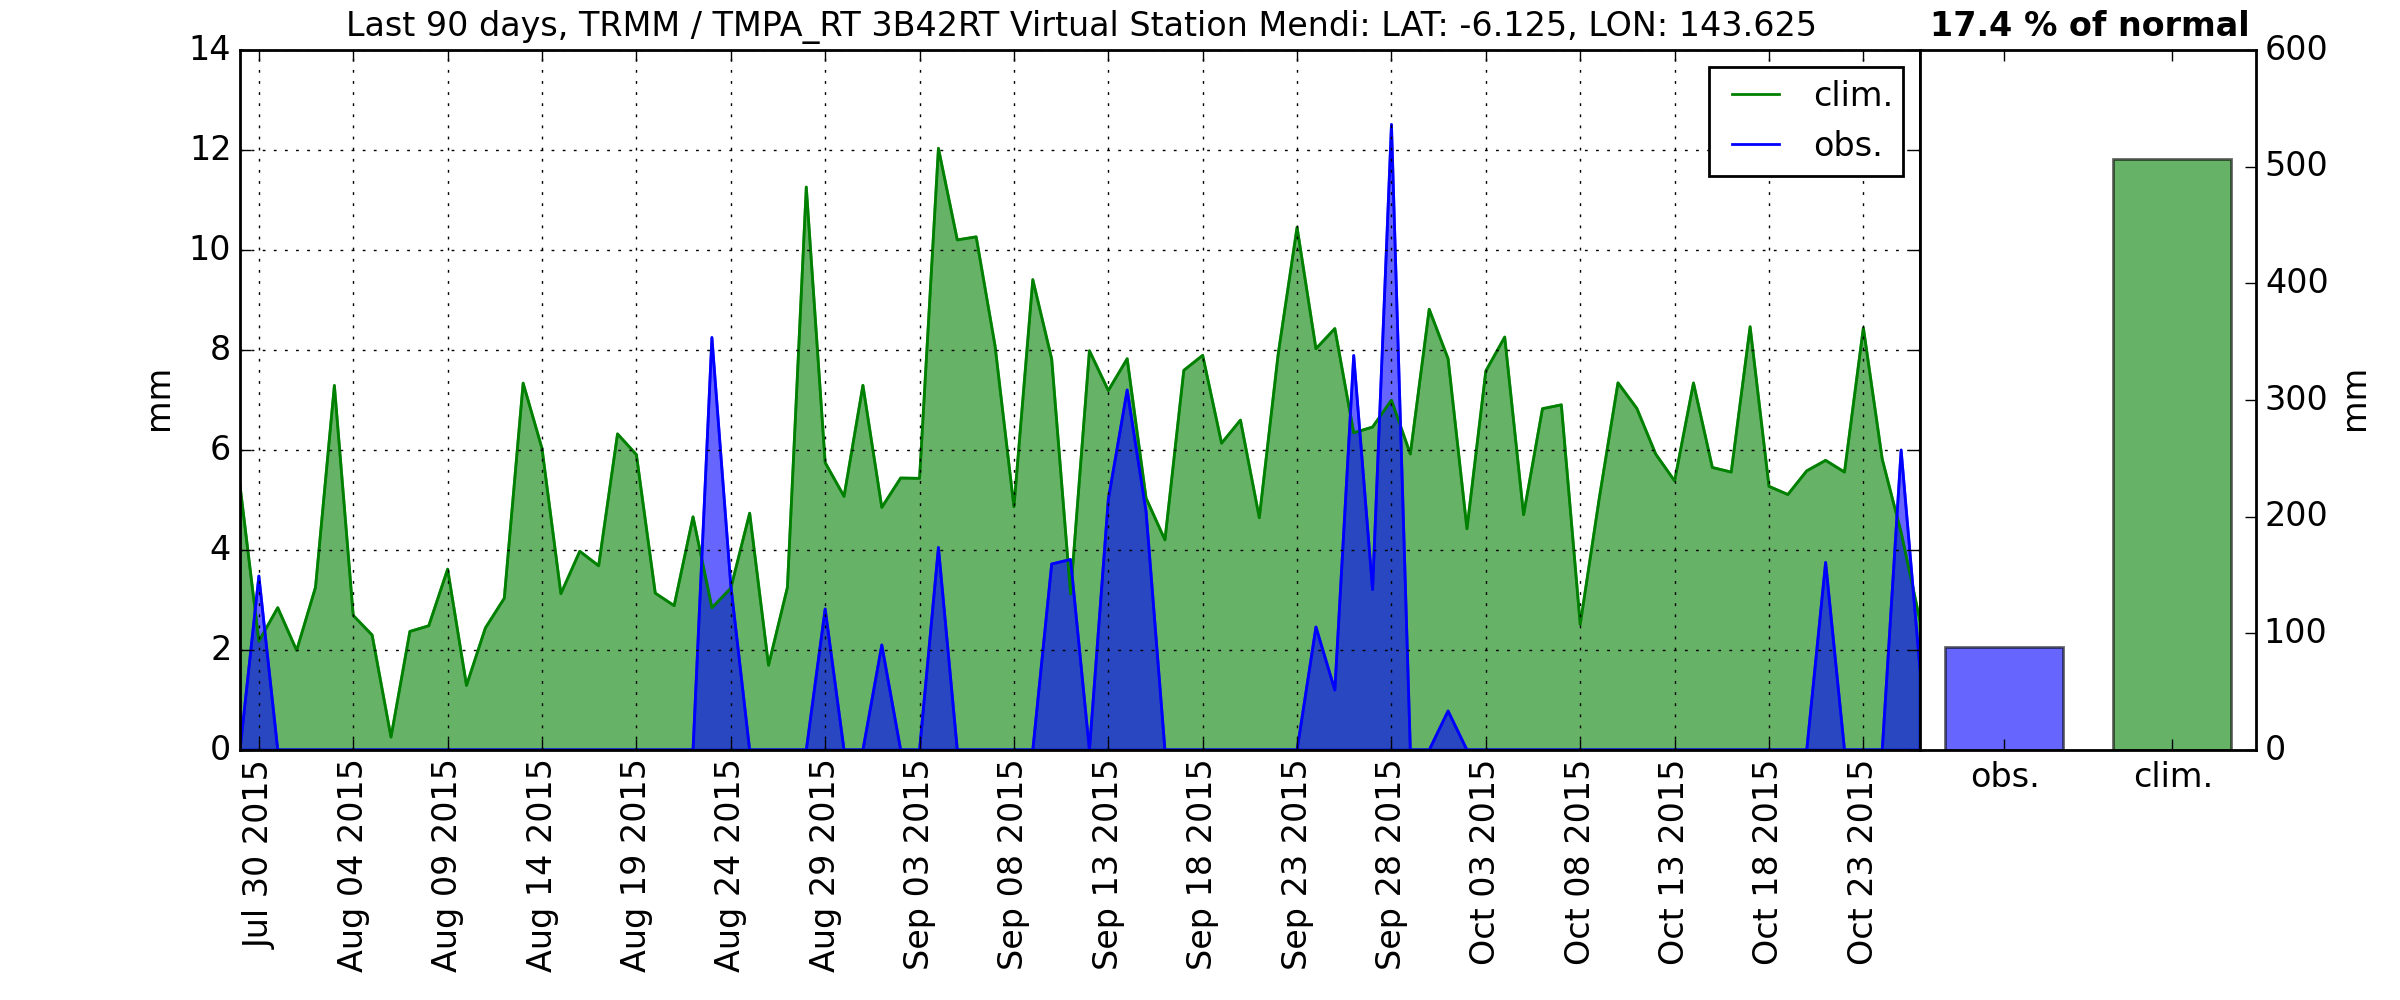 Last 90 days, TRMM / TMPA_RT 3B42RT Virtual Station Mendi: LAT: -6.125, LON: 143.625
17.4 % of normal
14
12
10
8
6
4
2
0
mm
clim.
obs.
Jul 30 2015
Aug 04 2015
Aug 09 2015
Aug 14 2015
Aug 19 2015
Aug 24 2015
Aug 29 2015
Sep 03 2015
Sep 08 2015
Sep 13 2015
Sep 18 2015
Sep 23 2015
Sep 28 2015
Oct 03 2015
Oct 08 2015
Oct 13 2015
Oct 18 2015
Oct 23 2015
600
500
400
300
200
100
0
mm
obs.
clim.